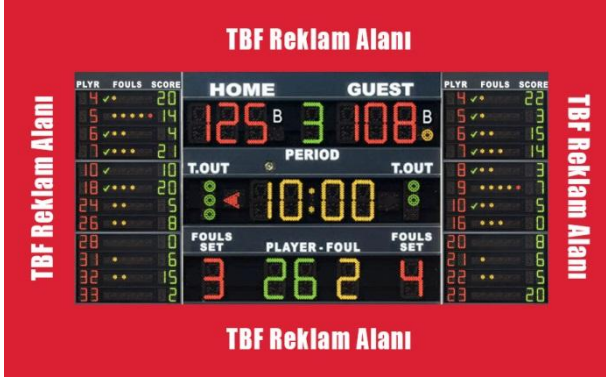 TBF Reklam Alanı
TBF Reklam Alanı
TBF Reklam Alanı
PLYR FOULS SCORE
4 20
5 14
6 4
7 21
10 10
18 20
24 5
26 8
28 0
31 6
32 15
33 2
HOME GUEST
125 B 3 108 B
PERIOD
T.OUT T.OUT
10:00
FOULS SET PLAYER-FOUL FOULS SET
3 26 2 4
PLYR FOULS SCORE
4 22
5 3
6 15
7 14
8 3
9 7
10 5
16 0
20 8
21 6
22 5
23 20
TBF Reklam Alanı